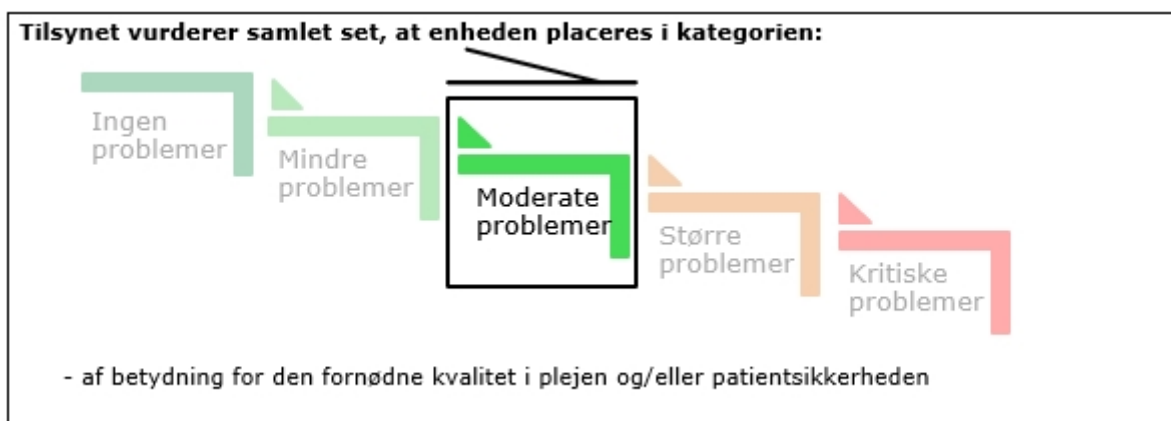 Tilsynet vurderer samlet set, at enheden placeres i kategorien:
Ingen
problemer
Mindre
problemer
Moderate
problemer
Større
problemer
Kritiske
problemer
- af betydning for den fornødne kvalitet i plejen og/eller patientsikkerheden